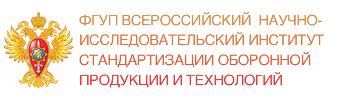 ФГУП ВСЕРОССИЙСКИЙ НАУЧНО-
ИССЛЕДОВАТЕЛЬСКИЙ ИНСТИТУТ
СТАНДАРТИЗАЦИИ ОБОРОННОЙ
ПРОДУКЦИИ И ТЕХНОЛОГИЙ